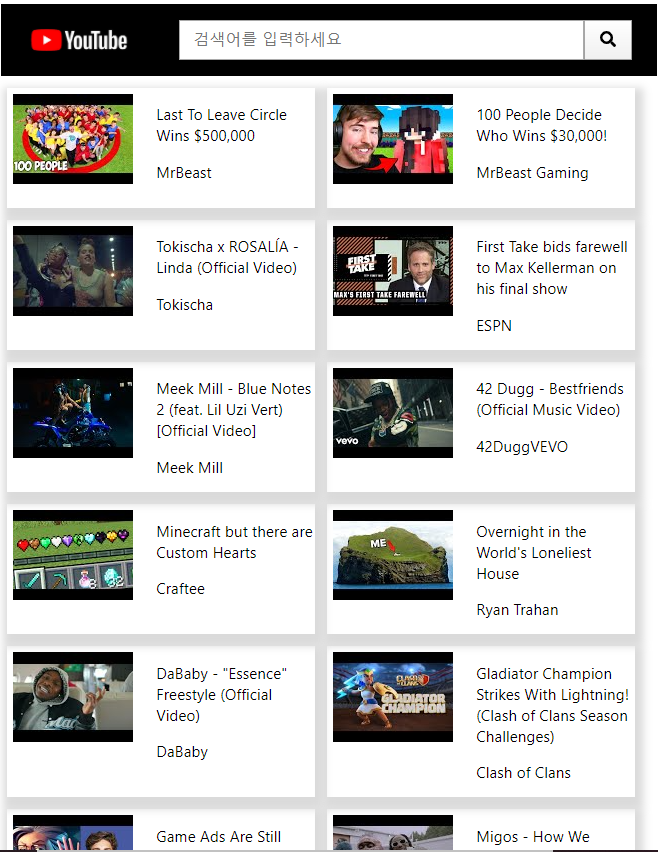 YouTube
검색어를 입력하세요
100 PEOPLE
Last To Leave Circle
Wins $500,000
MrBeast
100 People Decide
Who Wins $30,000!
MrBeast Gaming
Tokischa x ROSALÍA -
Linda (Official Video)
Tokischa
FIRST
TAKE
MAX'S FIRST TAKE FAREWELL
First Take bids farewell
to Max Kellerman on
his final show
ESPN
Meek Mill - Blue Notes
2 (feat. Lil Uzi Vert)
[Official Video]
Meek Mill
vevo
42 Dugg - Bestfriends
(Official Music Video)
42DuggVEVO
Minecraft but there are
Custom Hearts
Craftee
ME
Overnight in the
World's Loneliest
House
Ryan Trahan
DaBaby - "Essence"
Freestyle (Official
Video)
DaBaby
CLASH OF CLANS
GLADIATOR
CHAMPION
Gladiator Champion
Strikes With Lightning!
(Clash of Clans Season
Challenges)
Clash of Clans
Game Ads Are Still
Migos - How We